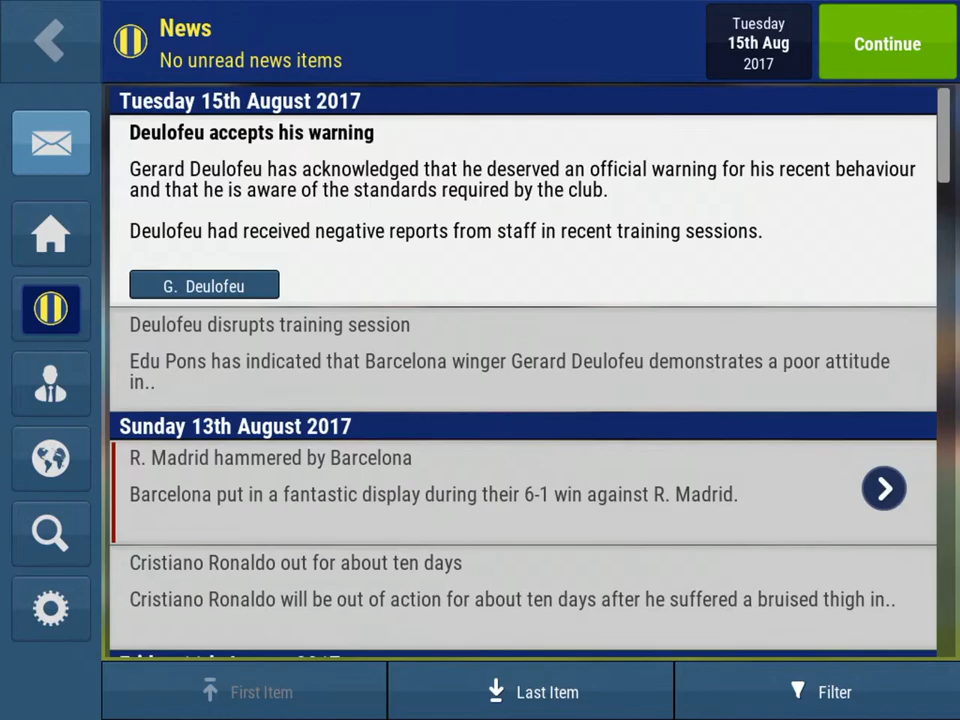 News
No unread news items
Tuesday
15th Aug
2017
Continue
Tuesday 15th August 2017
Deulofeu accepts his warning
Gerard Deulofeu has acknowledged that he deserved an official warning for his recent behaviour
and that he is aware of the standards required by the club.
Deulofeu had received negative reports from staff in recent training sessions.
G. Deulofeu
Deulofeu disrupts training session
Edu Pons has indicated that Barcelona winger Gerard Deulofeu demonstrates a poor attitude
in..
Sunday 13th August 2017
R. Madrid hammered by Barcelona
Barcelona put in a fantastic display during their 6-1 win against R. Madrid.
Cristiano Ronaldo out for about ten days
Cristiano Ronaldo will be out of action for about ten days after he suffered a bruised thigh in..
First Item
Last Item
Filter